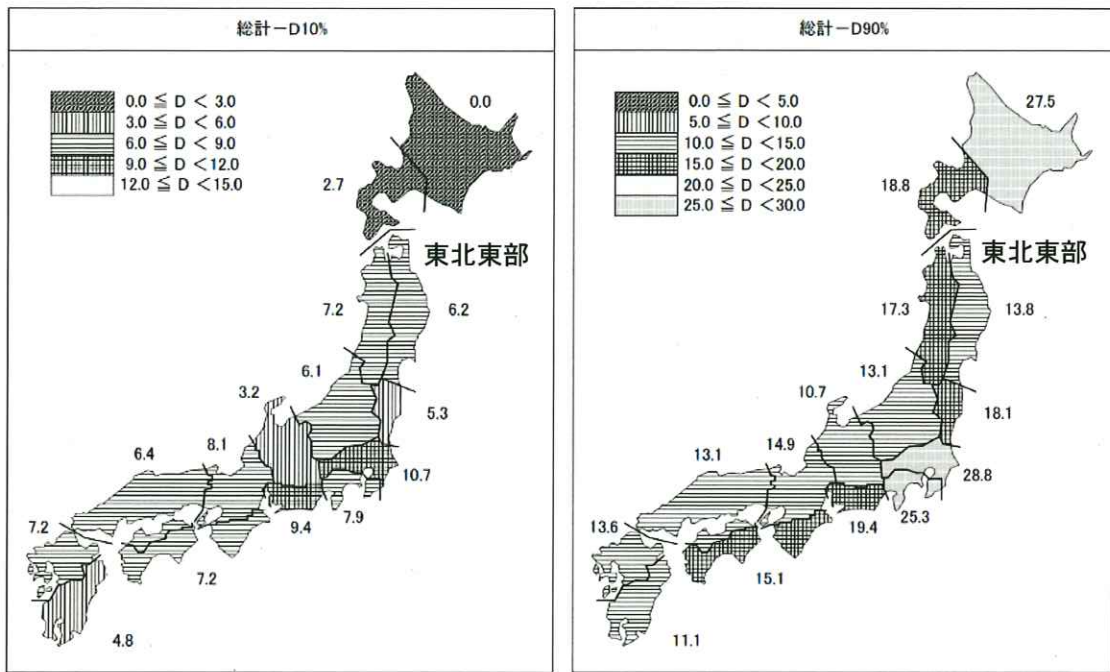 総計－D10%
0.0 ≦ D < 3.0
3.0 ≦ D < 6.0
6.0 ≦ D < 9.0
9.0 ≦ D <12.0
12.0 ≦ D <15.0
0.0
2.7
東北東部
7.2
6.2
6.1
3.2
5.3
8.1
6.4
10.7
7.9
9.4
7.2
7.2
4.8
総計－D90%
0.0 ≦ D < 5.0
5.0 ≦ D <10.0
10.0 ≦ D <15.0
15.0 ≦ D <20.0
20.0 ≦ D <25.0
25.0 ≦ D <30.0
27.5
18.8
東北東部
17.3
13.8
13.1
10.7
18.1
14.9
13.1
28.8
25.3
19.4
13.6
15.1
11.1